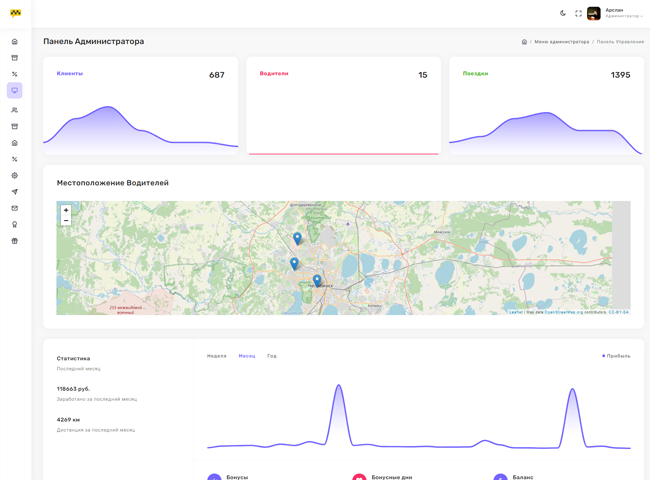 Арслан
Администратор
Панель Администратора
/ Меню администратора / Панель Управления
Клиенты
687
Водители
15
Поездки
1395
Местоположение Водителей
+
−
Leaflet | Map data OpenStreetMap.org contributors, CC-BY-SA
Статистика
Последний месяц
118663 руб.
Заработано за последний месяц
4269 км
Дистанция за последний месяц
Неделя Месяц Год
Прибыль
Бонусы
Бонусные дни
Баланс